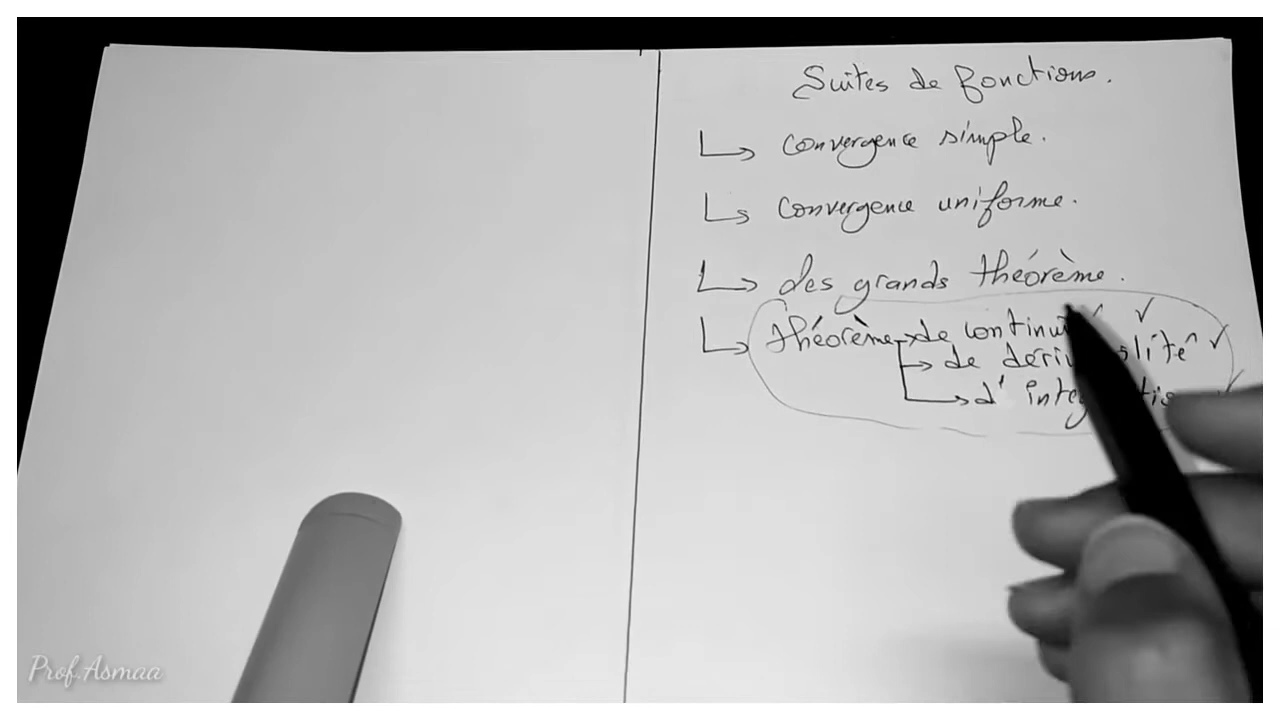 Suites de fonctions.
↳ convergence simple.
↳ convergence uniforme.
↳ des grands théorème.
↳ théorème → de
→ de
→ d'
Prof.Asmaa